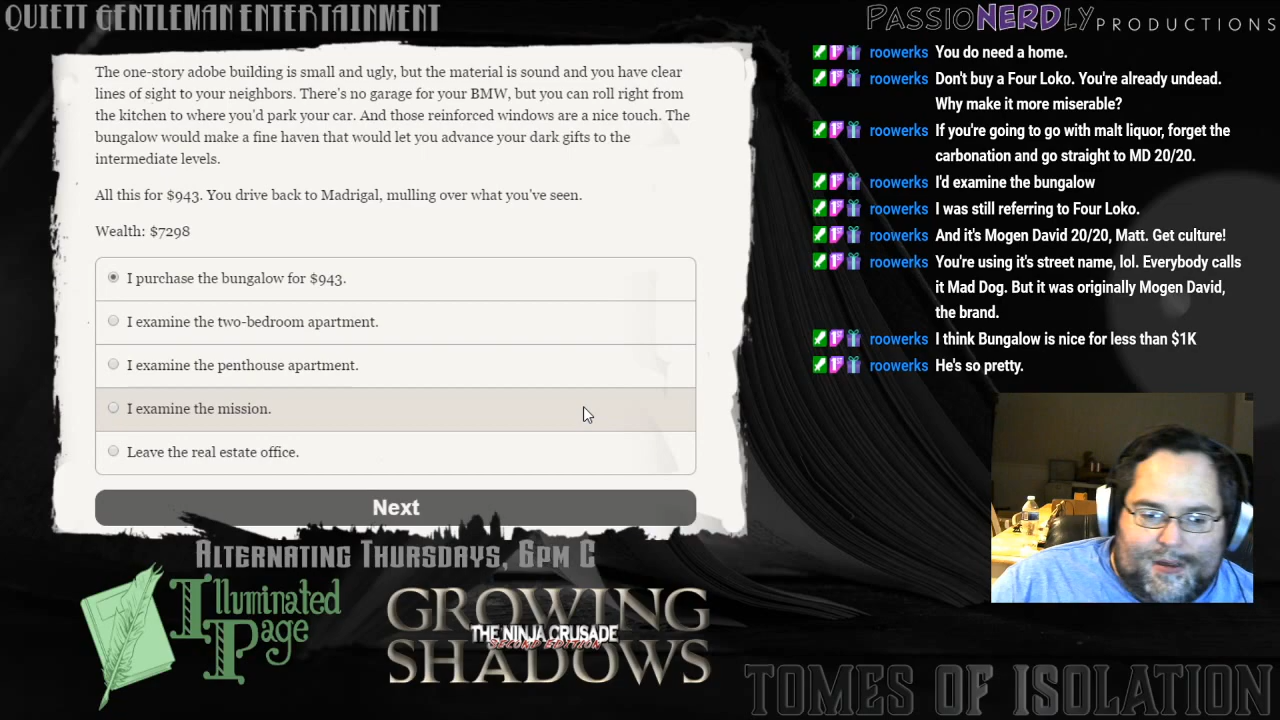 QUIETT GENTLEMAN ENTERTAINMENT
PASSIONERDLY PRODUCTIONS
The one-story adobe building is small and ugly, but the material is sound and you have clear
lines of sight to your neighbors. There's no garage for your BMW, but you can roll right from
the kitchen to where you'd park your car. And those reinforced windows are a nice touch. The
bungalow would make a fine haven that would let you advance your dark gifts to the
intermediate levels.
All this for $943. You drive back to Madrigal, mulling over what you've seen.
Wealth: $7298
I purchase the bungalow for $943.
I examine the two-bedroom apartment.
I examine the penthouse apartment.
I examine the mission.
Leave the real estate office.
Next
roowerks You do need a home.
roowerks Don't buy a Four Loko. You're already undead.
Why make it more miserable?
roowerks If you're going to go with malt liquor, forget the
carbonation and go straight to MD 20/20.
roowerks I'd examine the bungalow
roowerks I was still referring to Four Loko.
roowerks And it's Mogen David 20/20, Matt. Get culture!
roowerks You're using it's street name, lol. Everybody calls
it Mad Dog. But it was originally Mogen David,
the brand.
roowerks I think Bungalow is nice for less than $1K
roowerks He's so pretty.
ALTERNATING THURSDAYS, 6PM C
Illuminated
Page
GROWING
THE NINJA CRUSADE
SECOND EDITION
SHADOWS
TOMES OF ISOLATION